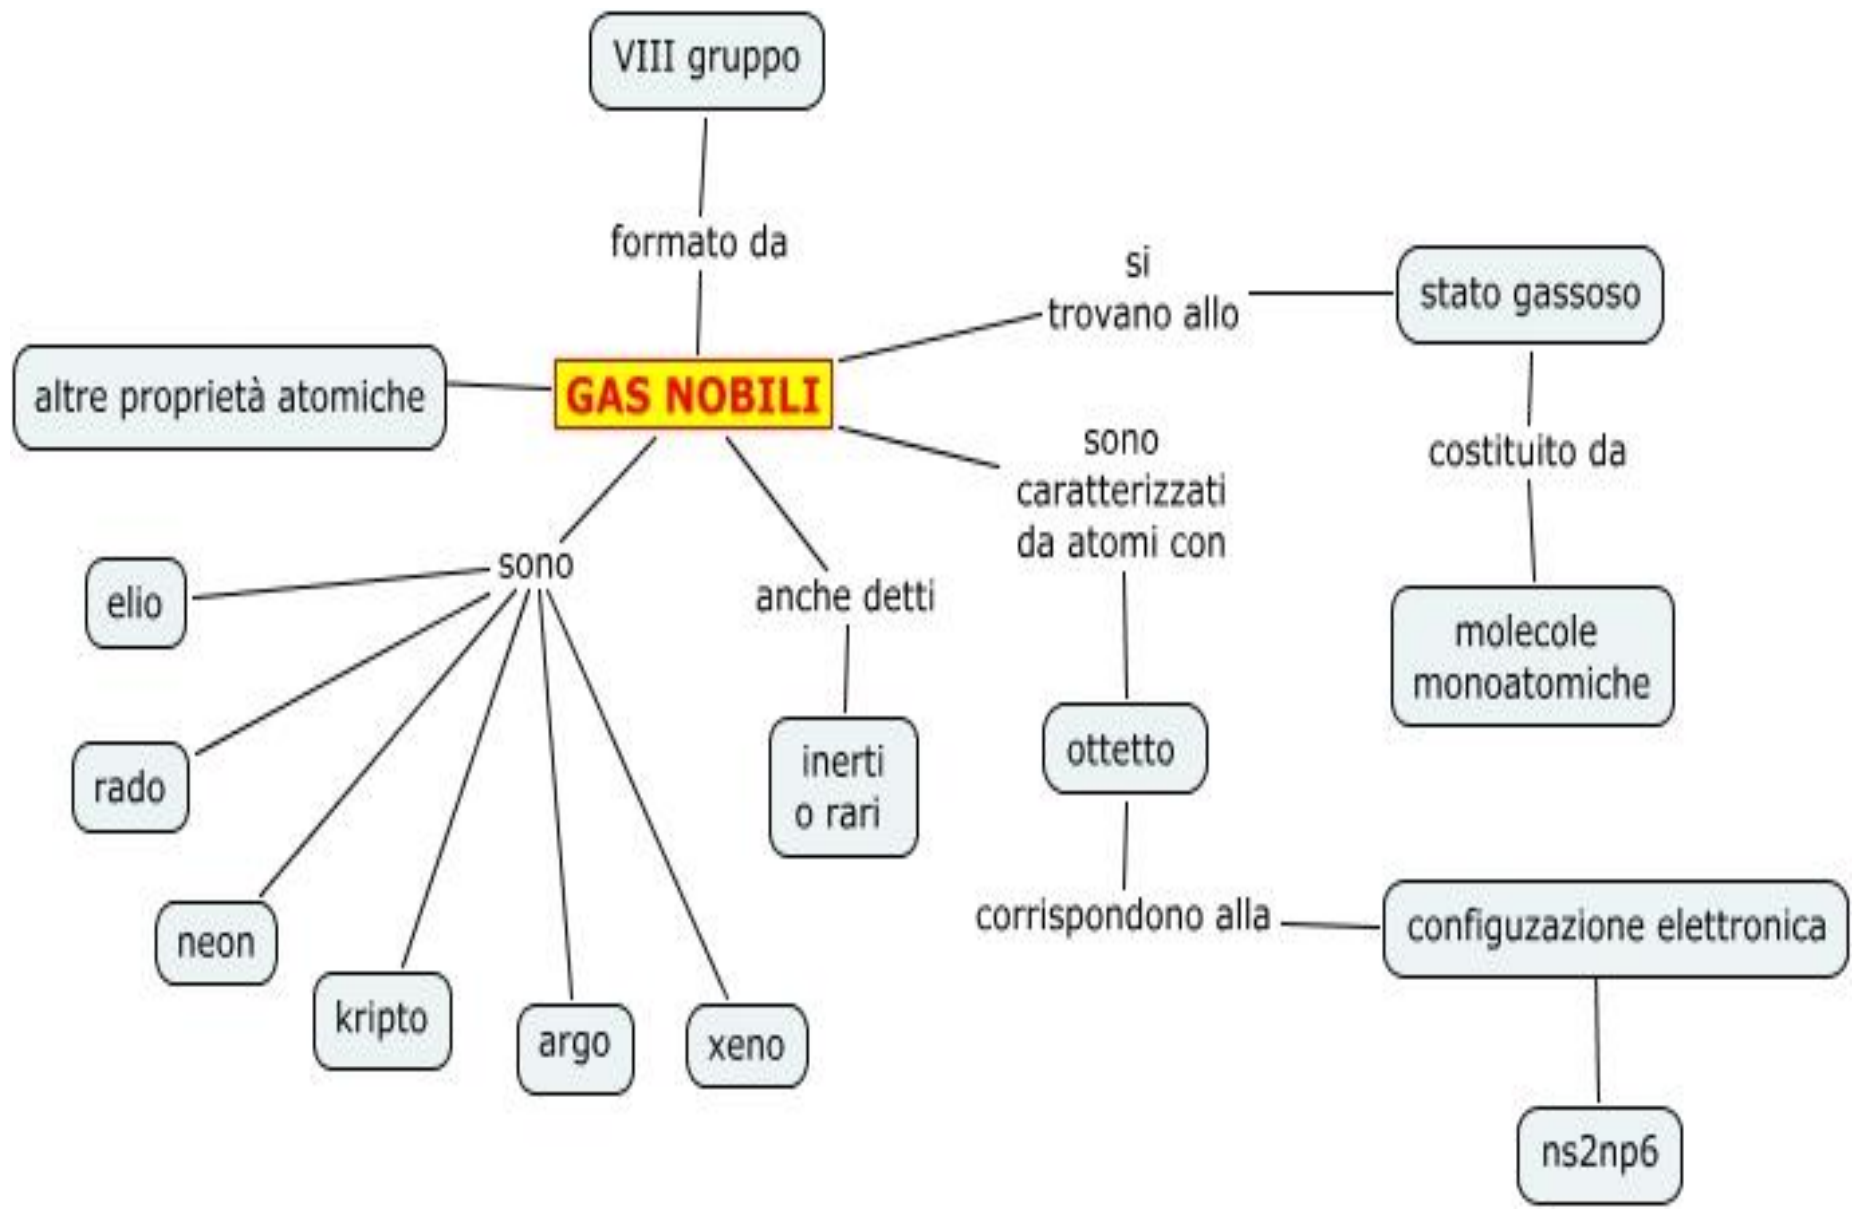 VIII gruppo
formato da
si
trovano allo
stato gassoso
altre proprietà atomiche
GAS NOBILI
sono
caratterizzati
da atomi con
costituito da
sono
elio
anche detti
molecole
monoatomiche
rado
inerti
o rari
ottetto
neon
corrispondono alla
configuzazione elettronica
kripto
argo
xeno
ns2np6